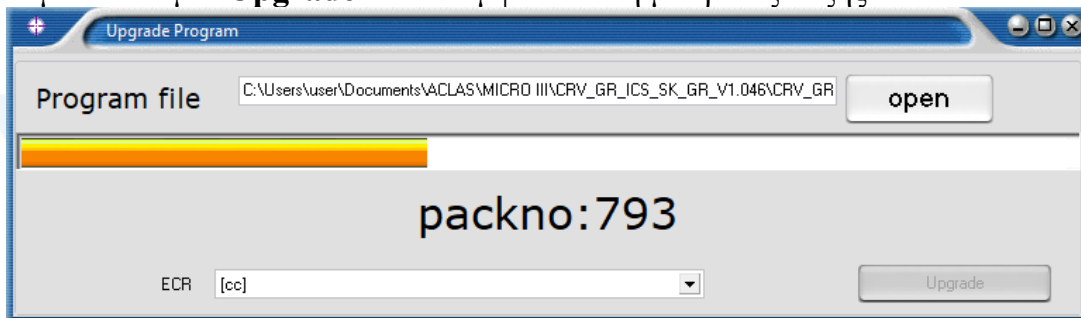 Upgrade
Upgrade Program
Program file C:\Users\user\Documents\ACLAS\MICRO III\CRV_GR_ICS_SK_GR_V1.046\CRV_GR open
packno:793
ECR [cc] Upgrade